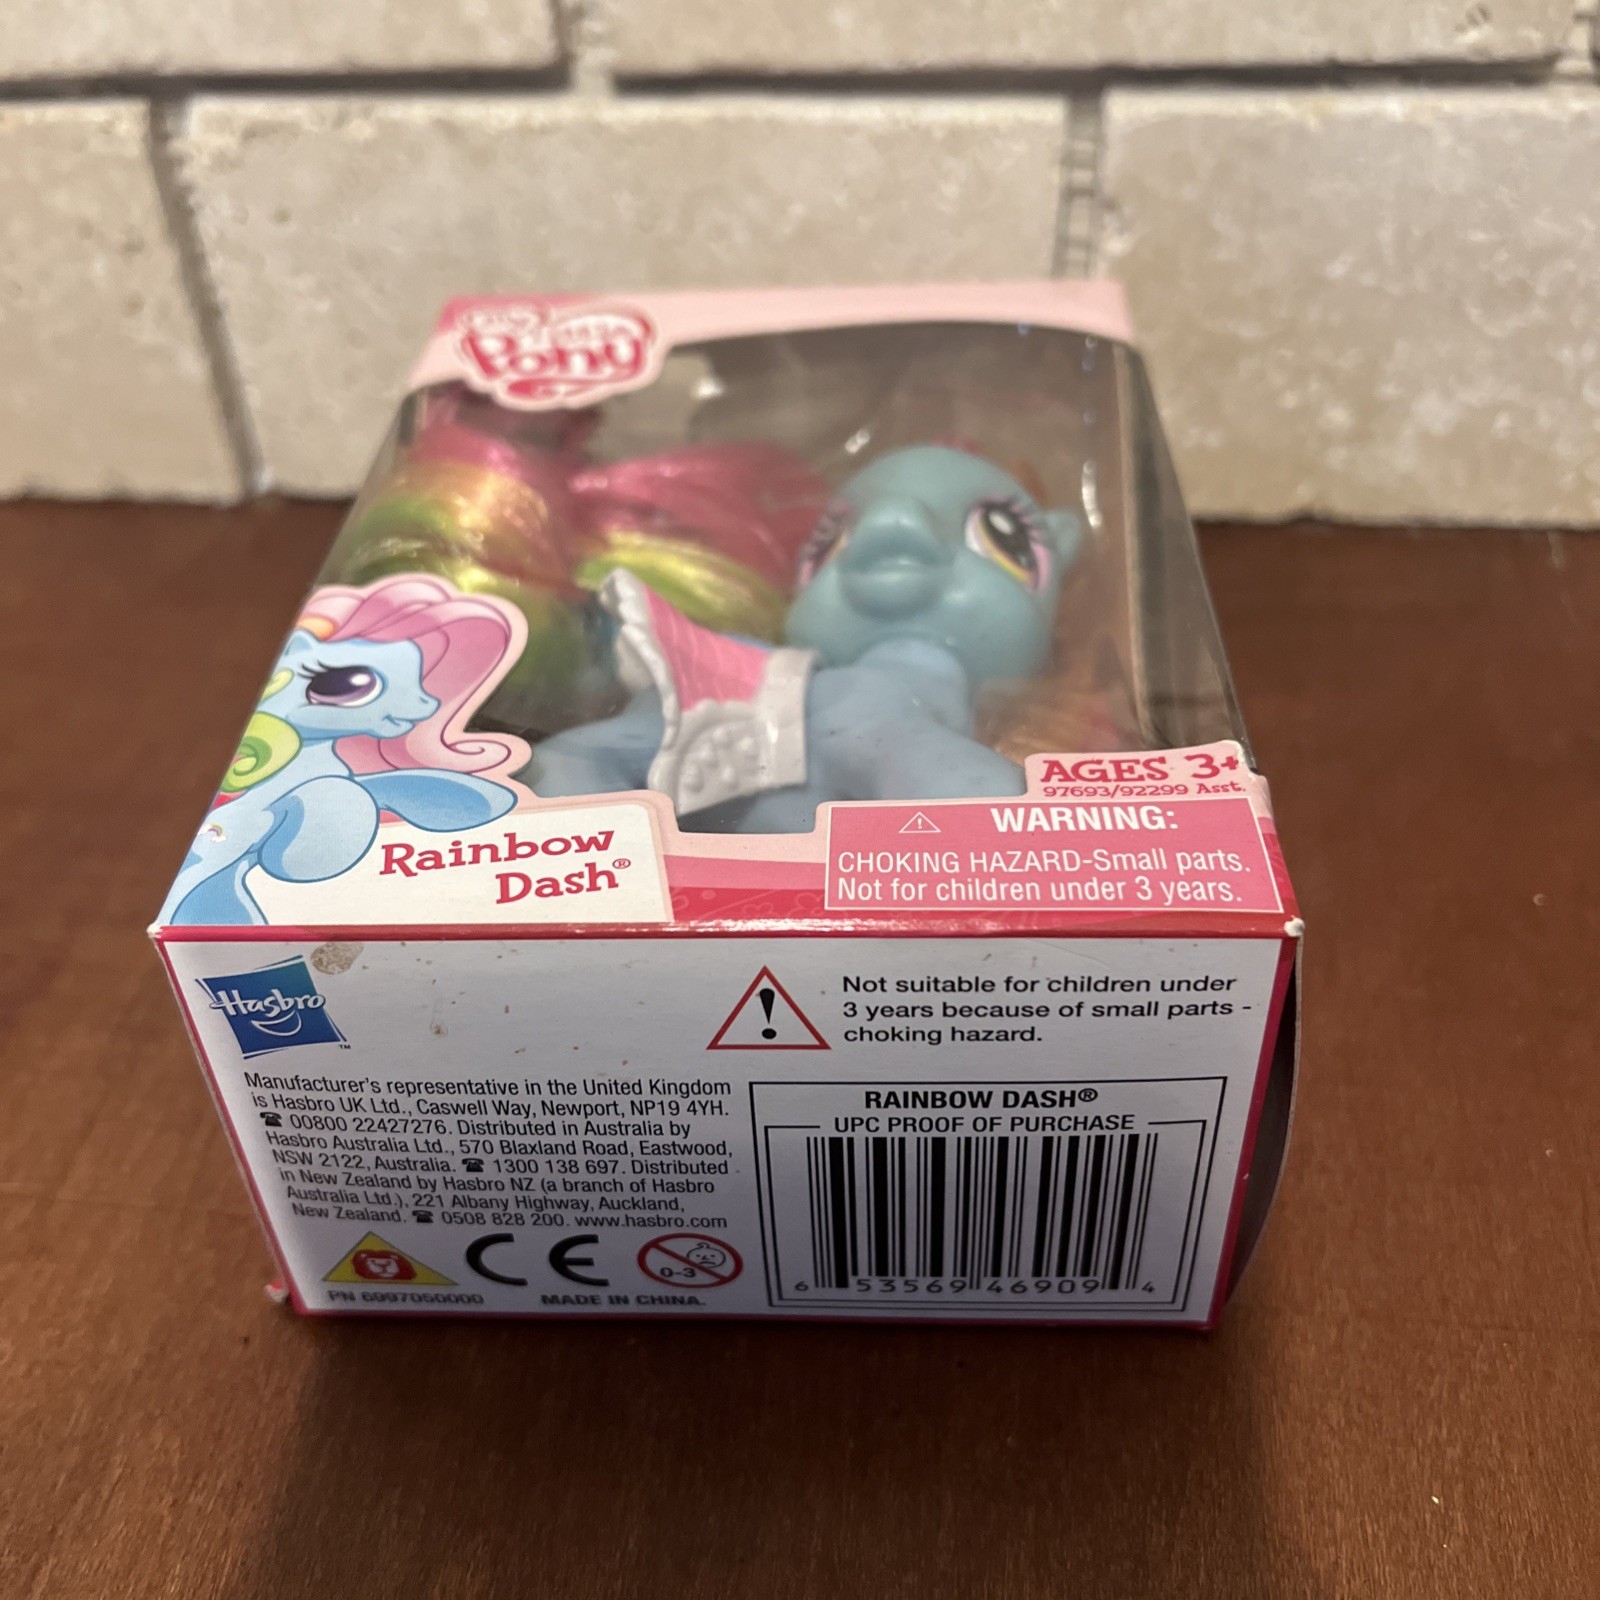 My Little
Pony
Rainbow
Dash®
AGES 3+
97693/92299 Asst.
⚠ WARNING:
CHOKING HAZARD-Small parts.
Not for children under 3 years.
Hasbro
™
Not suitable for children under
3 years because of small parts -
choking hazard.
Manufacturer's representative in the United Kingdom
is Hasbro UK Ltd., Caswell Way, Newport, NP19 4YH.
☎ 00800 22427276. Distributed in Australia by
Hasbro Australia Ltd., 570 Blaxland Road, Eastwood,
NSW 2122, Australia. ☎ 1300 138 697. Distributed
in New Zealand by Hasbro NZ (a branch of Hasbro
Australia Ltd.), 221 Albany Highway, Auckland,
New Zealand. ☎ 0508 828 200. www.hasbro.com
CE
0-3
PN 6997050000
MADE IN CHINA.
RAINBOW DASH®
UPC PROOF OF PURCHASE
6 53569 46909 4